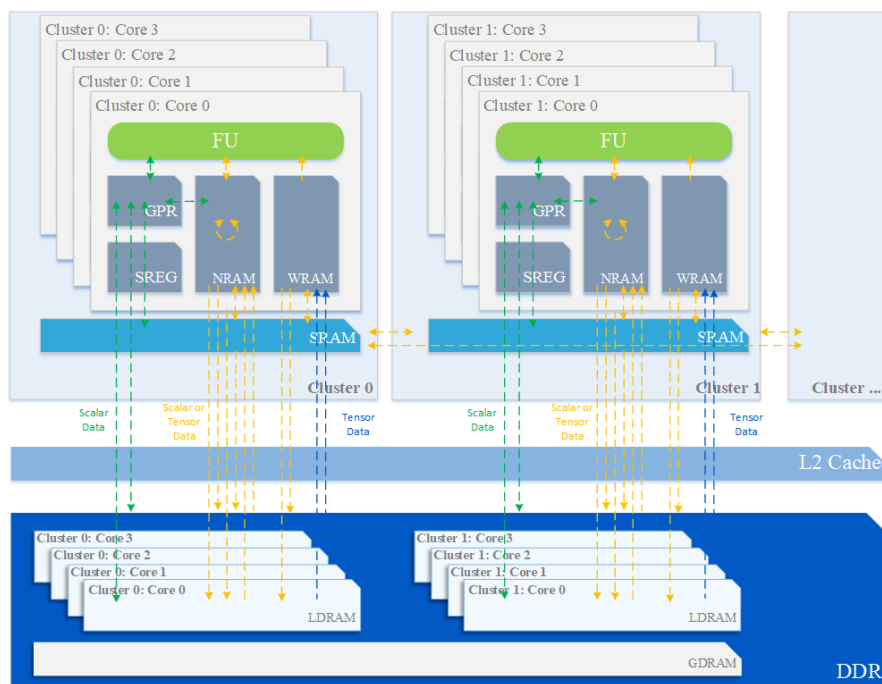 Cluster 0: Core 3
Cluster 0: Core 2
Cluster 0: Core 1
Cluster 0: Core 0
FU
GPR
SREG
NRAM
WRAM
SRAM
Cluster 0
Cluster 1: Core 3
Cluster 1: Core 2
Cluster 1: Core 1
Cluster 1: Core 0
FU
GPR
SREG
NRAM
WRAM
SRAM
Cluster 1
Cluster ...
Scalar
Data
Scalar or
Tensor
Data
Tensor
Data
Scalar
Data
Scalar or
Tensor
Data
Tensor
Data
L2 Cache
Cluster 0: Core 3
Cluster 0: Core 2
Cluster 0: Core 1
Cluster 0: Core 0
LDRAM
Cluster 1: Core 3
Cluster 1: Core 2
Cluster 1: Core 1
Cluster 1: Core 0
LDRAM
GDRAM
DDR